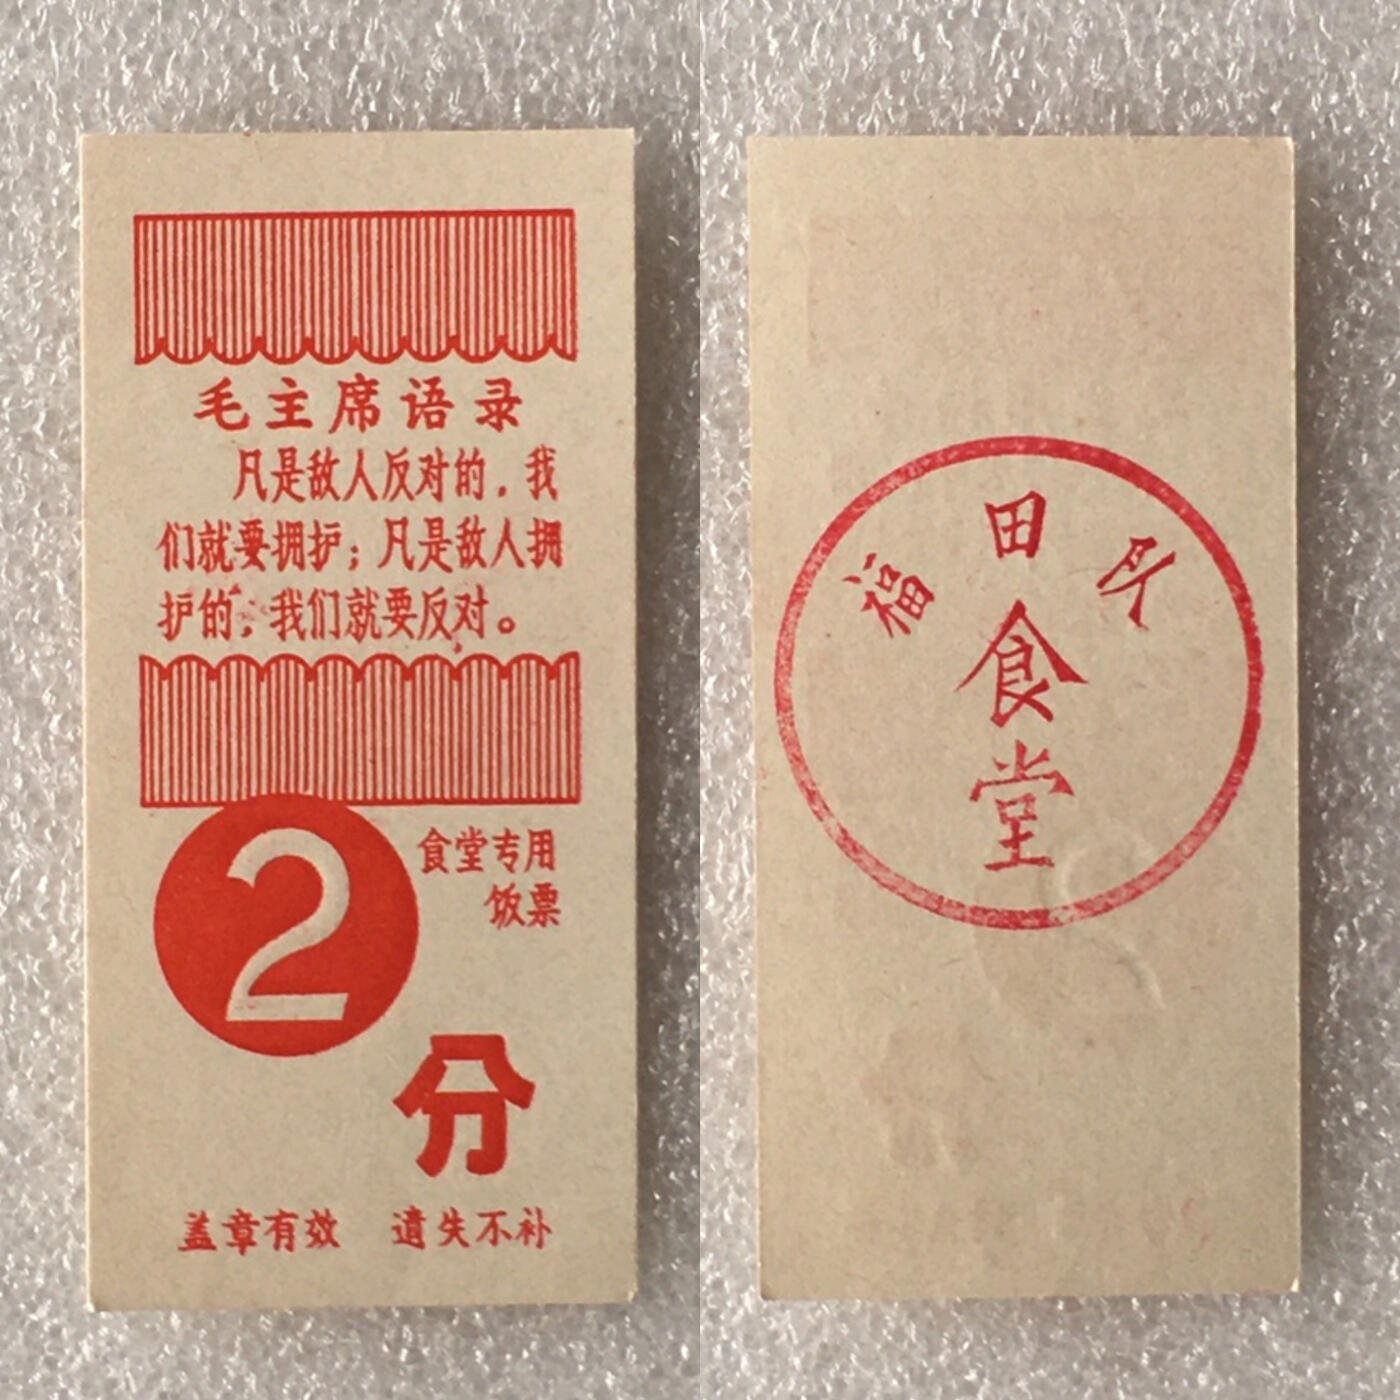 毛主席语录
凡是敌人反对的，我
们就要拥护；凡是敌人拥
护的，我们就要反对。
2
食堂专用
饭票
分
盖章有效 遗失不补
福田
食
堂